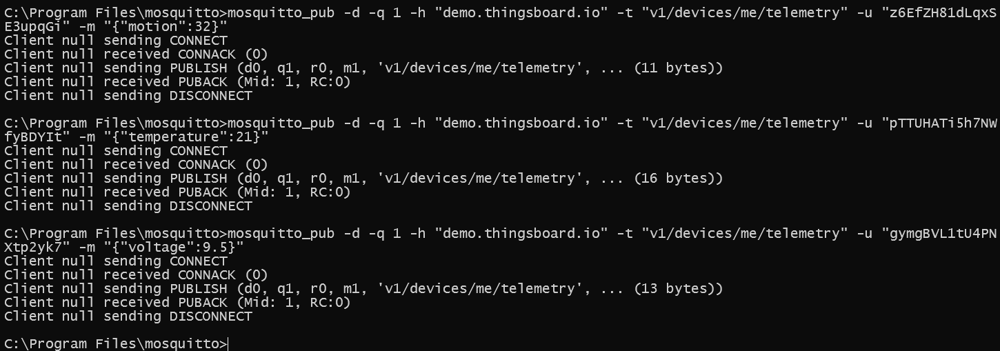 C:\Program Files\mosquitto>mosquitto_pub -d -q 1 -h "demo.thingsboard.io" -t "v1/devices/me/telemetry" -u "z6EfZH81dLqxS
E3upqGi" -m "{"motion":32}"
Client null sending CONNECT
Client null received CONNACK (0)
Client null sending PUBLISH (d0, q1, r0, m1, 'v1/devices/me/telemetry', ... (11 bytes))
Client null received PUBACK (Mid: 1, RC:0)
Client null sending DISCONNECT
C:\Program Files\mosquitto>mosquitto_pub -d -q 1 -h "demo.thingsboard.io" -t "v1/devices/me/telemetry" -u "pTTUHATi5h7NW
fyBDYIt" -m "{"temperature":21}"
Client null sending CONNECT
Client null received CONNACK (0)
Client null sending PUBLISH (d0, q1, r0, m1, 'v1/devices/me/telemetry', ... (16 bytes))
Client null received PUBACK (Mid: 1, RC:0)
Client null sending DISCONNECT
C:\Program Files\mosquitto>mosquitto_pub -d -q 1 -h "demo.thingsboard.io" -t "v1/devices/me/telemetry" -u "gymgBVL1tU4PN
Xtp2yk7" -m "{"voltage":9.5}"
Client null sending CONNECT
Client null received CONNACK (0)
Client null sending PUBLISH (d0, q1, r0, m1, 'v1/devices/me/telemetry', ... (13 bytes))
Client null received PUBACK (Mid: 1, RC:0)
Client null sending DISCONNECT
C:\Program Files\mosquitto>